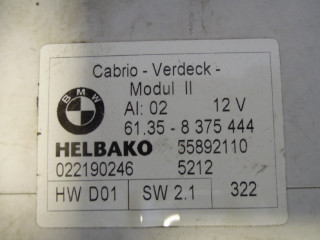 Cabrio - Verdeck -
Modul II
BMW
AI: 02 12 V
61.35 - 8 375 444
HELBAKO 55892110
022190246 5212
HW D01 SW 2.1 322